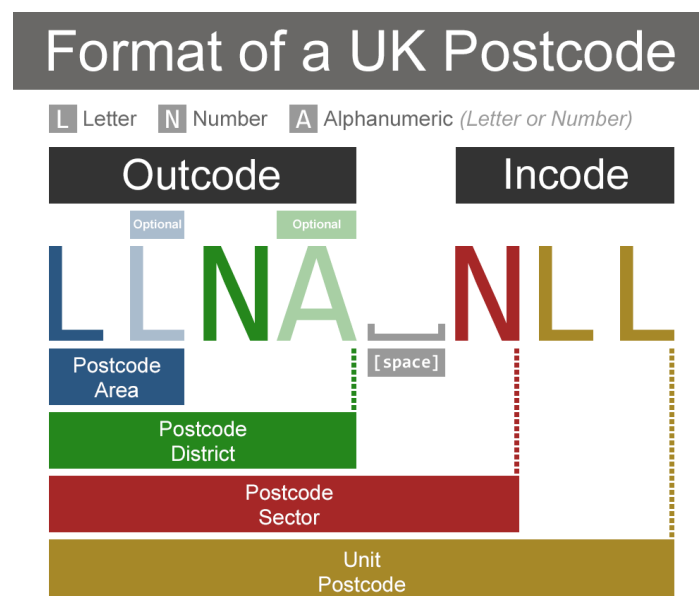 Format of a UK Postcode
L Letter N Number A Alphanumeric (Letter or Number)
Outcode Incode
Optional Optional
L L N A [space] N L L
Postcode
Area
Postcode
District
Postcode
Sector
Unit
Postcode